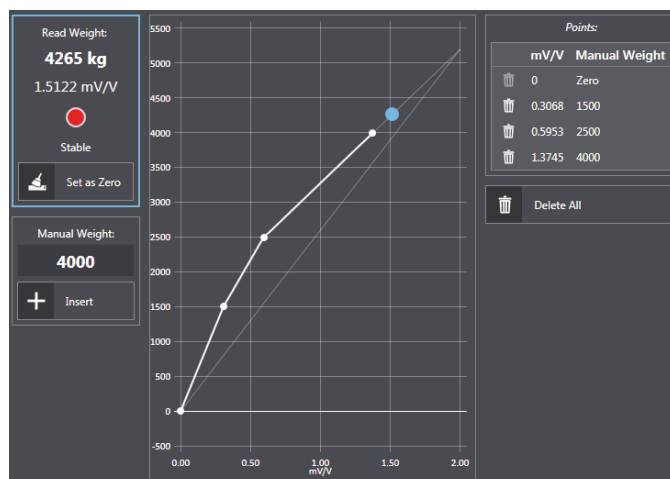 Read Weight:
4265 kg
1.5122 mV/V
Stable
Set as Zero
Manual Weight:
4000
Insert
5500
5000
4500
4000
3500
3000
2500
2000
1500
1000
500
0
-500
0.00 0.50 1.00 1.50 2.00
mV/V
Points:
mV/V Manual Weight
0 Zero
0.3068 1500
0.5953 2500
1.3745 4000
Delete All